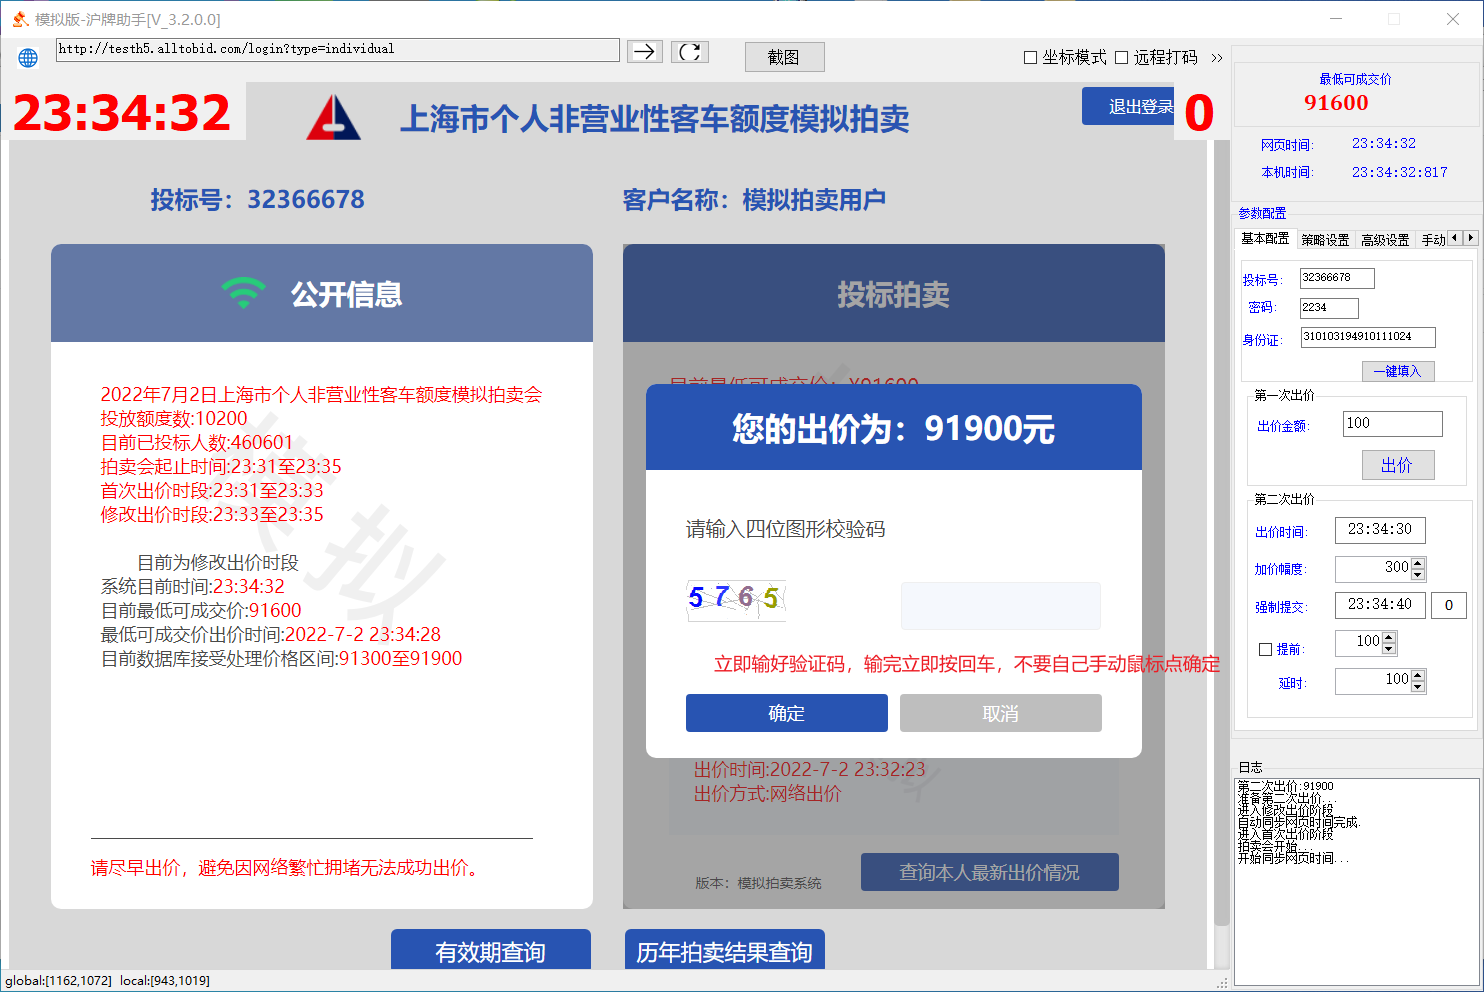 模拟版-沪牌助手[V_3.2.0.0]
http://testh5.alltobid.com/login?type=individual
截图
坐标模式
远程打码
>>
23:34:32
上海市个人非营业性客车额度模拟拍卖
退出登录
0
投标号：32366678
客户名称：模拟拍卖用户
公开信息
2022年7月2日上海市个人非营业性客车额度模拟拍卖会
投放额度数:10200
目前已投标人数:460601
拍卖会起止时间:23:31至23:35
首次出价时段:23:31至23:33
修改出价时段:23:33至23:35
目前为修改出价时段
系统目前时间:23:34:32
目前最低可成交价:91600
最低可成交价出价时间:2022-7-2 23:34:28
目前数据库接受处理价格区间:91300至91900
模拟
请尽早出价，避免因网络繁忙拥堵无法成功出价。
投标拍卖
目前最低可成交价：¥91600
您的出价为：91900元
请输入四位图形校验码
5765
立即输好验证码，输完立即按回车，不要自己手动鼠标点确定
确定
取消
出价时间:2022-7-2 23:32:23
出价方式:网络出价
版本：模拟拍卖系统
查询本人最新出价情况
有效期查询
历年拍卖结果查询
global:[1162,1072] local:[943,1019]
最低可成交价
91600
网页时间: 23:34:32
本机时间: 23:34:32:817
参数配置
基本配置 策略设置 高级设置 手动
投标号: 32366678
密码: 2234
身份证: 310103194910111024
一键填入
第一次出价
出价金额: 100
出价
第二次出价
出价时间: 23:34:30
加价幅度: 300
强制提交: 23:34:40 0
提前: 100
延时: 100
日志
第二次出价:91900
准备第二次出价...
进入修改出价阶段
自动同步网页时间完成.
进入首次出价阶段
拍卖会开始...
开始同步网页时间...